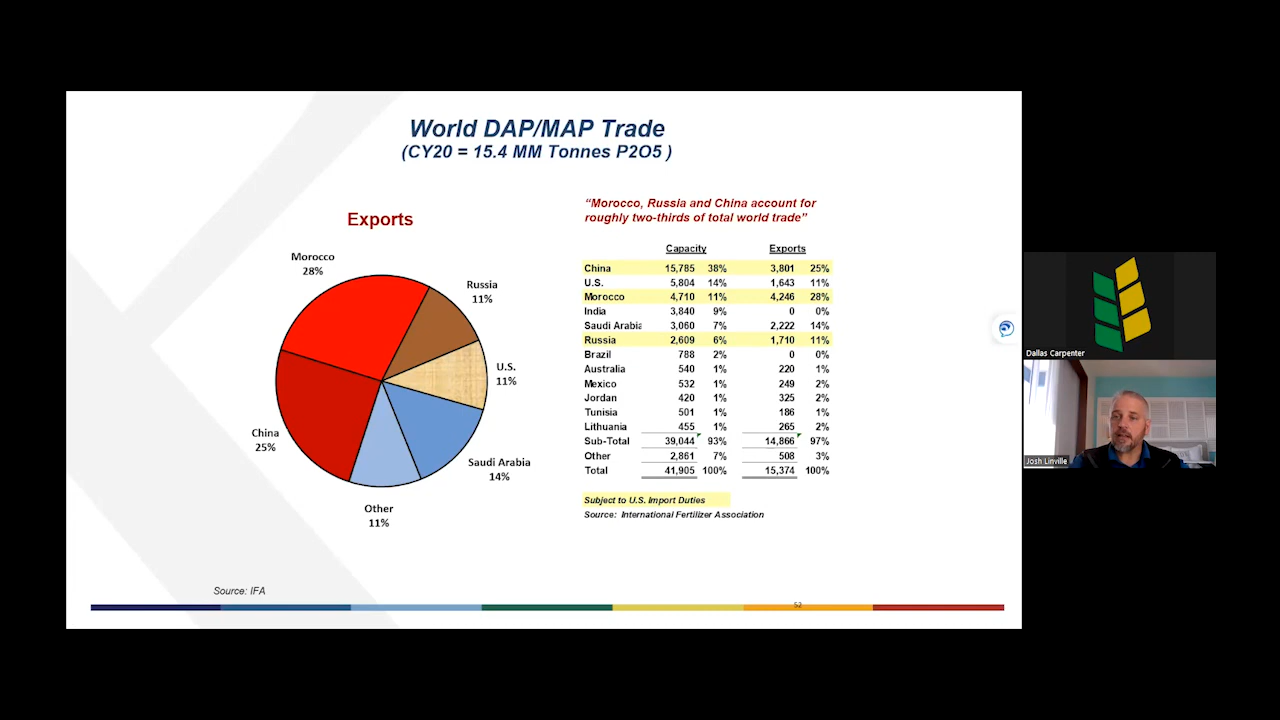 World DAP/MAP Trade
(CY20 = 15.4 MM Tonnes P2O5 )
Exports
Morocco
28%
Russia
11%
U.S.
11%
Saudi Arabia
14%
Other
11%
China
25%
“Morocco, Russia and China account for
roughly two-thirds of total world trade”
Capacity Exports
China 15,785 38% 3,801 25%
U.S. 5,804 14% 1,643 11%
Morocco 4,710 11% 4,246 28%
India 3,840 9% 0 0%
Saudi Arabia 3,060 7% 2,222 14%
Russia 2,609 6% 1,710 11%
Brazil 788 2% 0 0%
Australia 540 1% 220 1%
Mexico 532 1% 249 2%
Jordan 420 1% 325 2%
Tunisia 501 1% 186 1%
Lithuania 455 1% 265 2%
Sub-Total 39,044 93% 14,866 97%
Other 2,861 7% 508 3%
Total 41,905 100% 15,374 100%
Subject to U.S. Import Duties
Source: International Fertilizer Association
Source: IFA
52
Dallas Carpenter
Josh Linville